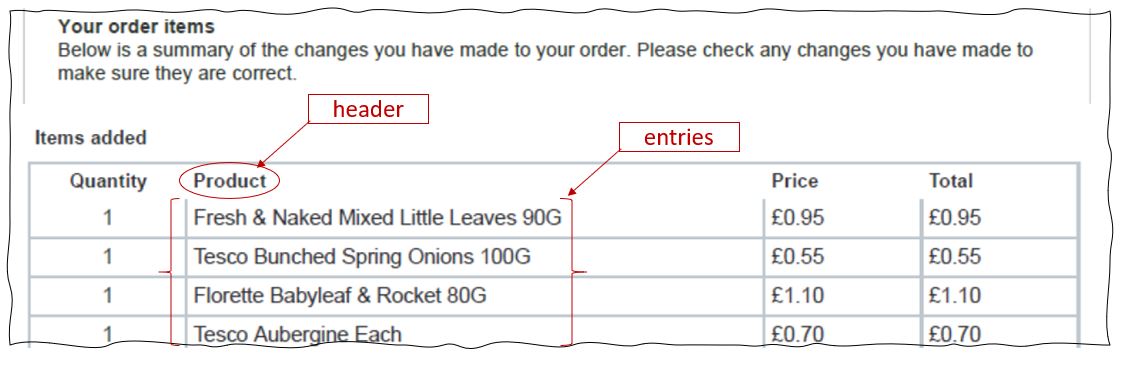 Your order items
Below is a summary of the changes you have made to your order. Please check any changes you have made to
make sure they are correct.
header
Items added
entries
Quantity Product Price Total
1 Fresh & Naked Mixed Little Leaves 90G £0.95 £0.95
1 Tesco Bunched Spring Onions 100G £0.55 £0.55
1 Florette Babyleaf & Rocket 80G £1.10 £1.10
1 Tesco Aubergine Each £0.70 £0.70